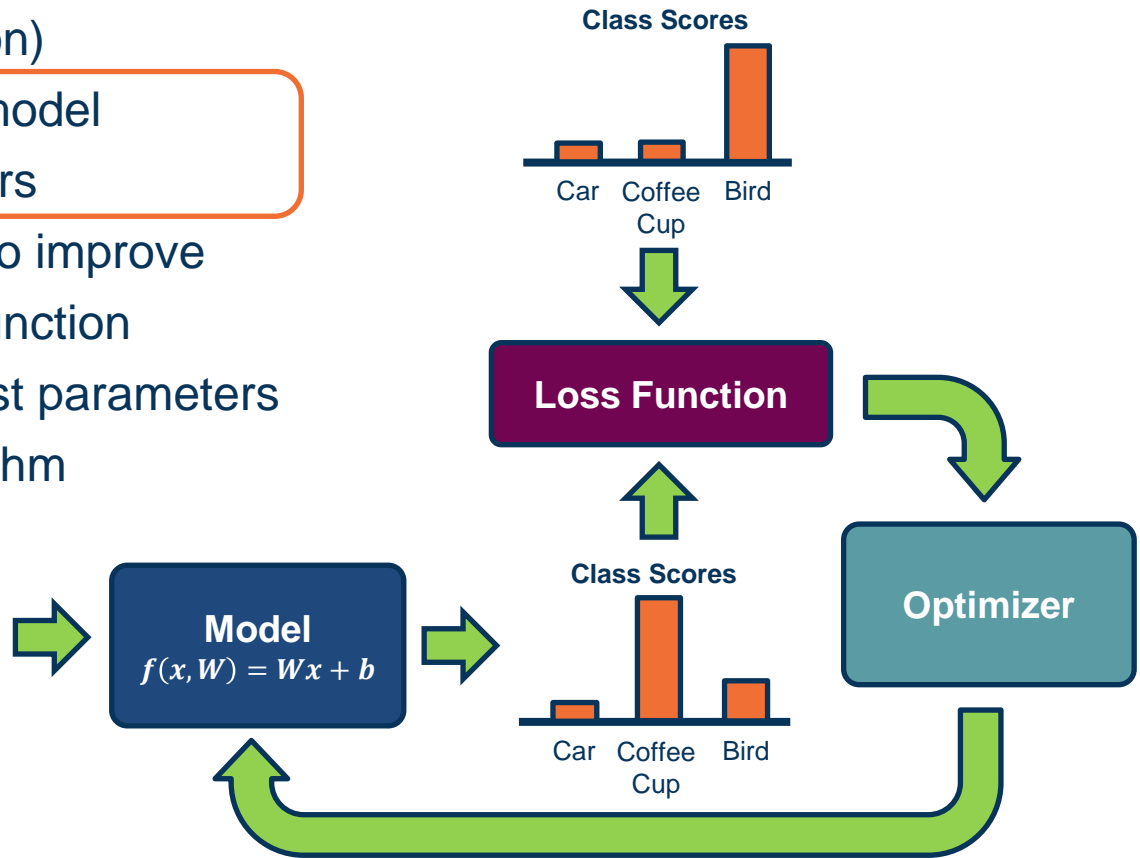 on)
model
rs
o improve
unction
st parameters
hm
Class Scores
Car Coffee Bird
Cup
Loss Function
Optimizer
Model
f(x, W) = Wx + b
Class Scores
Car Coffee Bird
Cup